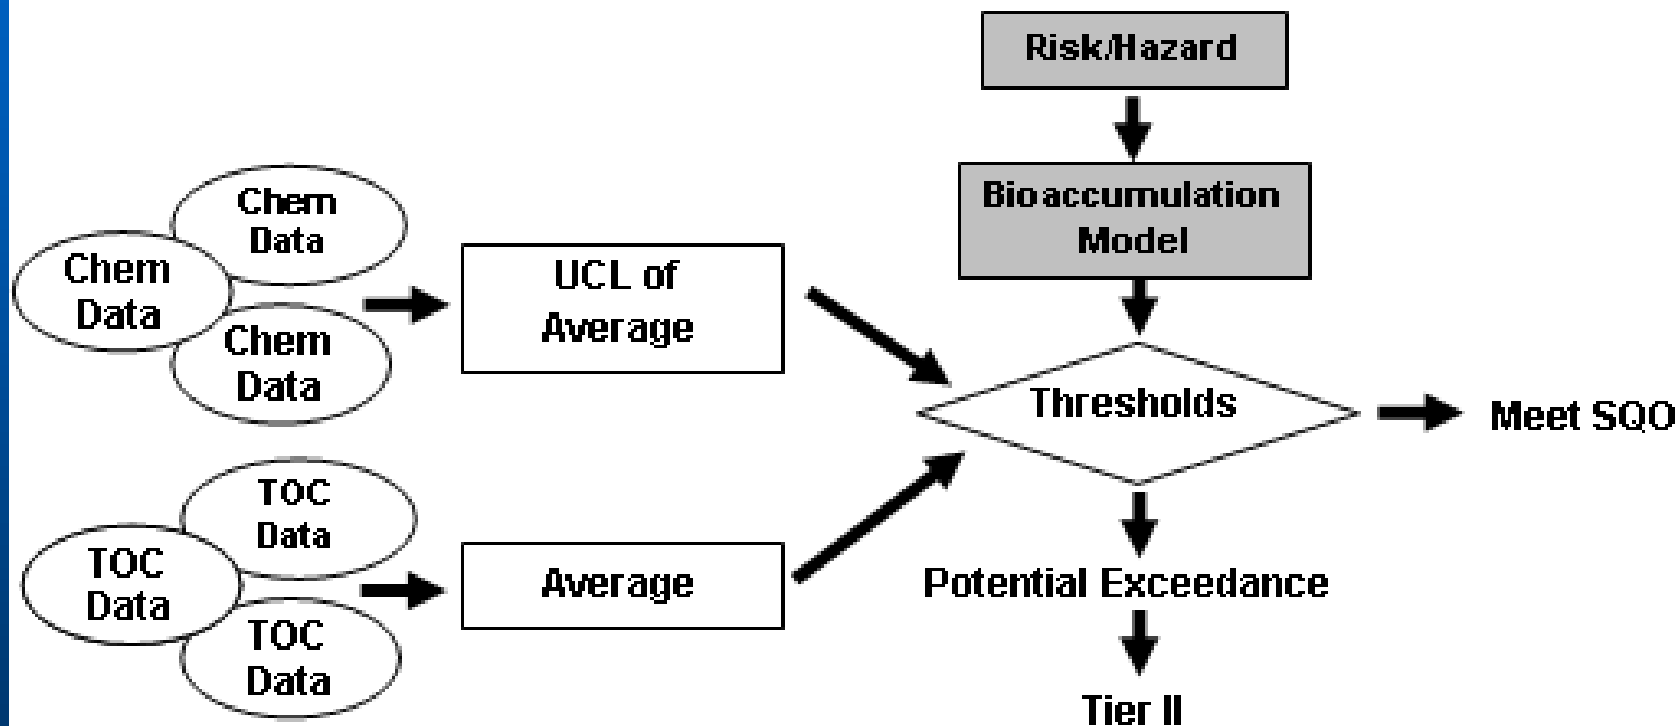 Risk/Hazard
Bioaccumulation
Model
Chem
Data
Chem
Data
Chem
Data
UCL of
Average
Thresholds
Meet SQO
TOC
Data
TOC
Data
TOC
Data
Average
Potential Exceedance
Tier II